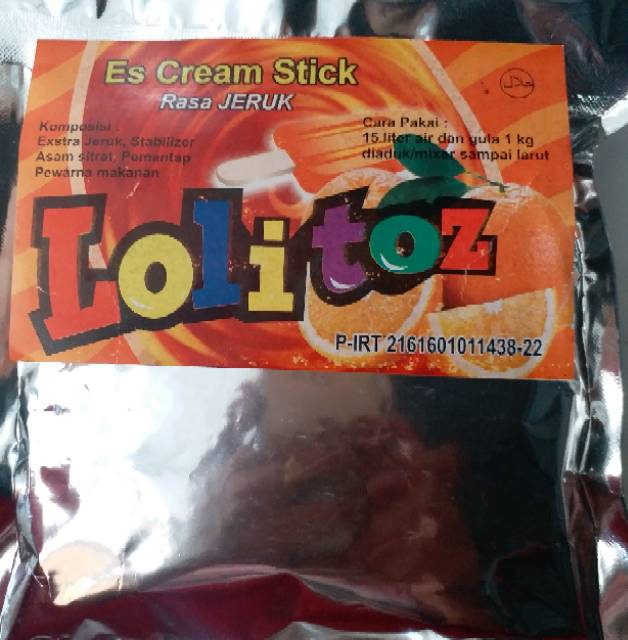 Es Cream Stick
Rasa JERUK
حلال
Komposisi :
Exstra Jeruk, Stabilizer
Asam sitrat, Pemantap
Pewarna makanan
Cara Pakai :
15 liter air dan gula 1 kg
diaduk/mixer sampai larut
Lolitoz
P-IRT 2161601011438-22